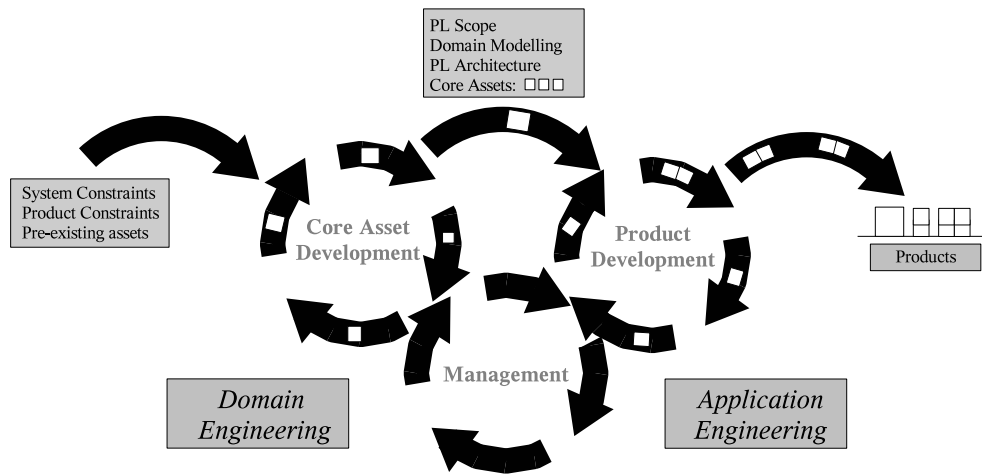 PL Scope
Domain Modelling
PL Architecture
Core Assets:
System Constraints
Product Constraints
Pre-existing assets
Core Asset
Development
Product
Development
Products
Management
Domain
Engineering
Application
Engineering